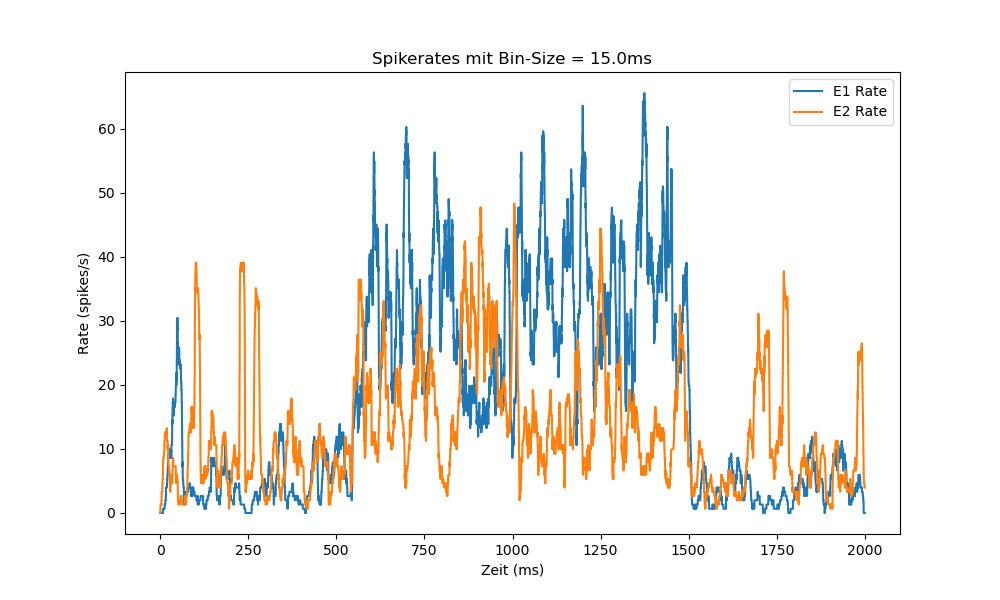 Spikerates mit Bin-Size = 15.0ms
E1 Rate
E2 Rate
Rate (spikes/s)
60
50
40
30
20
10
0
0 250 500 750 1000 1250 1500 1750 2000
Zeit (ms)